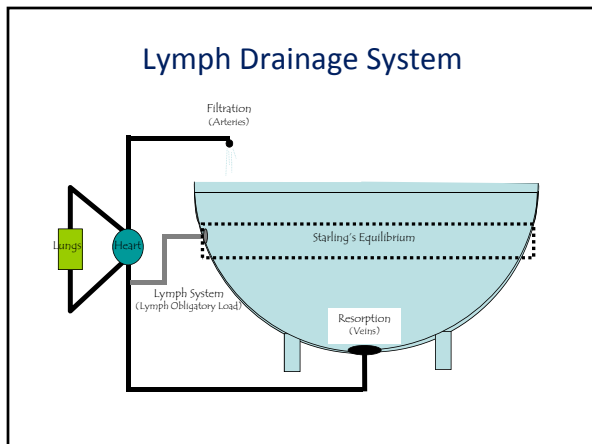 Lymph Drainage System
Filtration
(Arteries)
Lungs
Heart
Starling's Equilibrium
Lymph System
(Lymph Obligatory Load)
Resorption
(Veins)